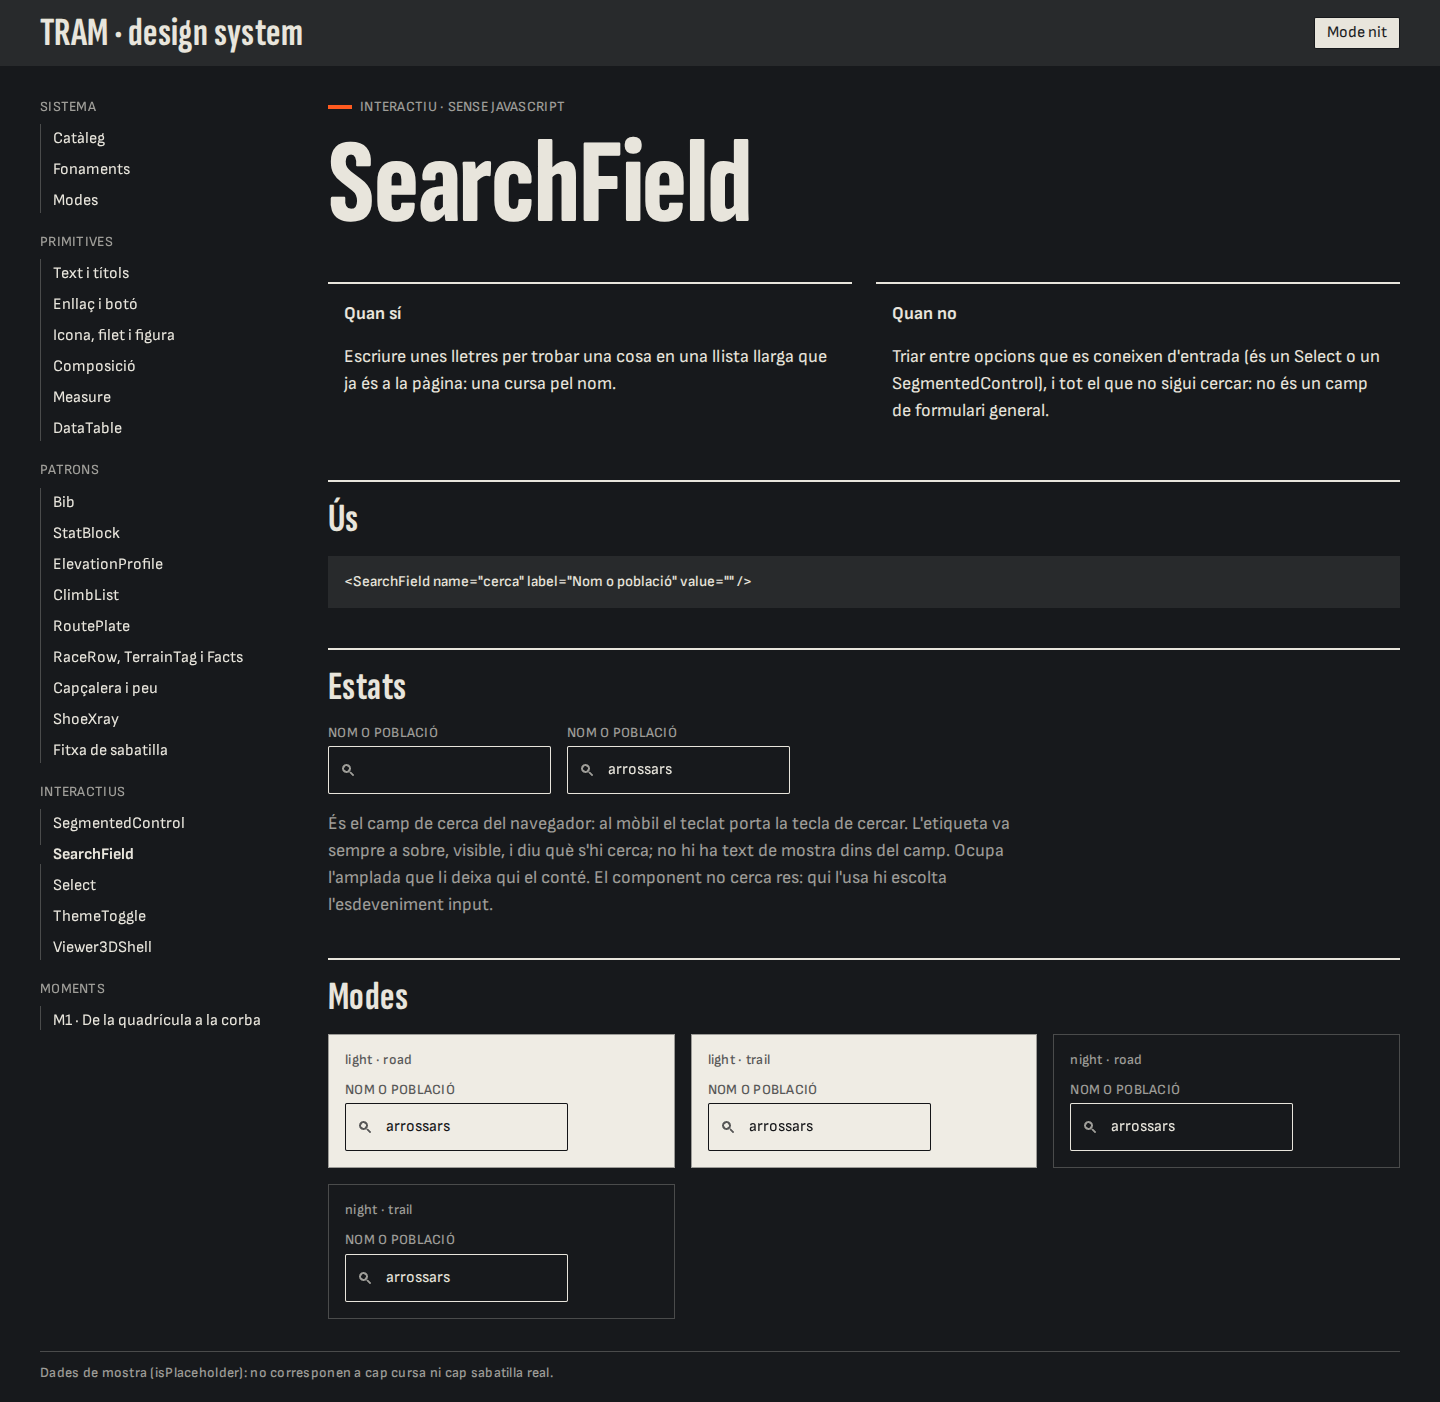 TRAM · design system
Mode nit
SISTEMA
Catàleg
Fonaments
Modes
PRIMITIVES
Text i títols
Enllaç i botó
Icona, filet i figura
Composició
Measure
DataTable
PATRONS
Bib
StatBlock
ElevationProfile
ClimbList
RoutePlate
RaceRow, TerrainTag i Facts
Capçalera i peu
ShoeXray
Fitxa de sabatilla
INTERACTIUS
SegmentedControl
SearchField
Select
ThemeToggle
Viewer3DShell
MOMENTS
M1 · De la quadrícula a la corba
INTERACTIU · SENSE JAVASCRIPT
SearchField
Quan sí
Escriure unes lletres per trobar una cosa en una llista llarga que
ja és a la pàgina: una cursa pel nom.
Quan no
Triar entre opcions que es coneixen d'entrada (és un Select o un
SegmentedControl), i tot el que no sigui cercar: no és un camp
de formulari general.
Ús
<SearchField name="cerca" label="Nom o població" value="" />
Estats
NOM O POBLACIÓ
NOM O POBLACIÓ
arrossars
És el camp de cerca del navegador: al mòbil el teclat porta la tecla de cercar. L'etiqueta va
sempre a sobre, visible, i diu què s'hi cerca; no hi ha text de mostra dins del camp. Ocupa
l'amplada que li deixa qui el conté. El component no cerca res: qui l'usa hi escolta
l'esdeveniment input.
Modes
light · road
NOM O POBLACIÓ
arrossars
light · trail
NOM O POBLACIÓ
arrossars
night · road
NOM O POBLACIÓ
arrossars
night · trail
NOM O POBLACIÓ
arrossars
Dades de mostra (isPlaceholder): no corresponen a cap cursa ni cap sabatilla real.